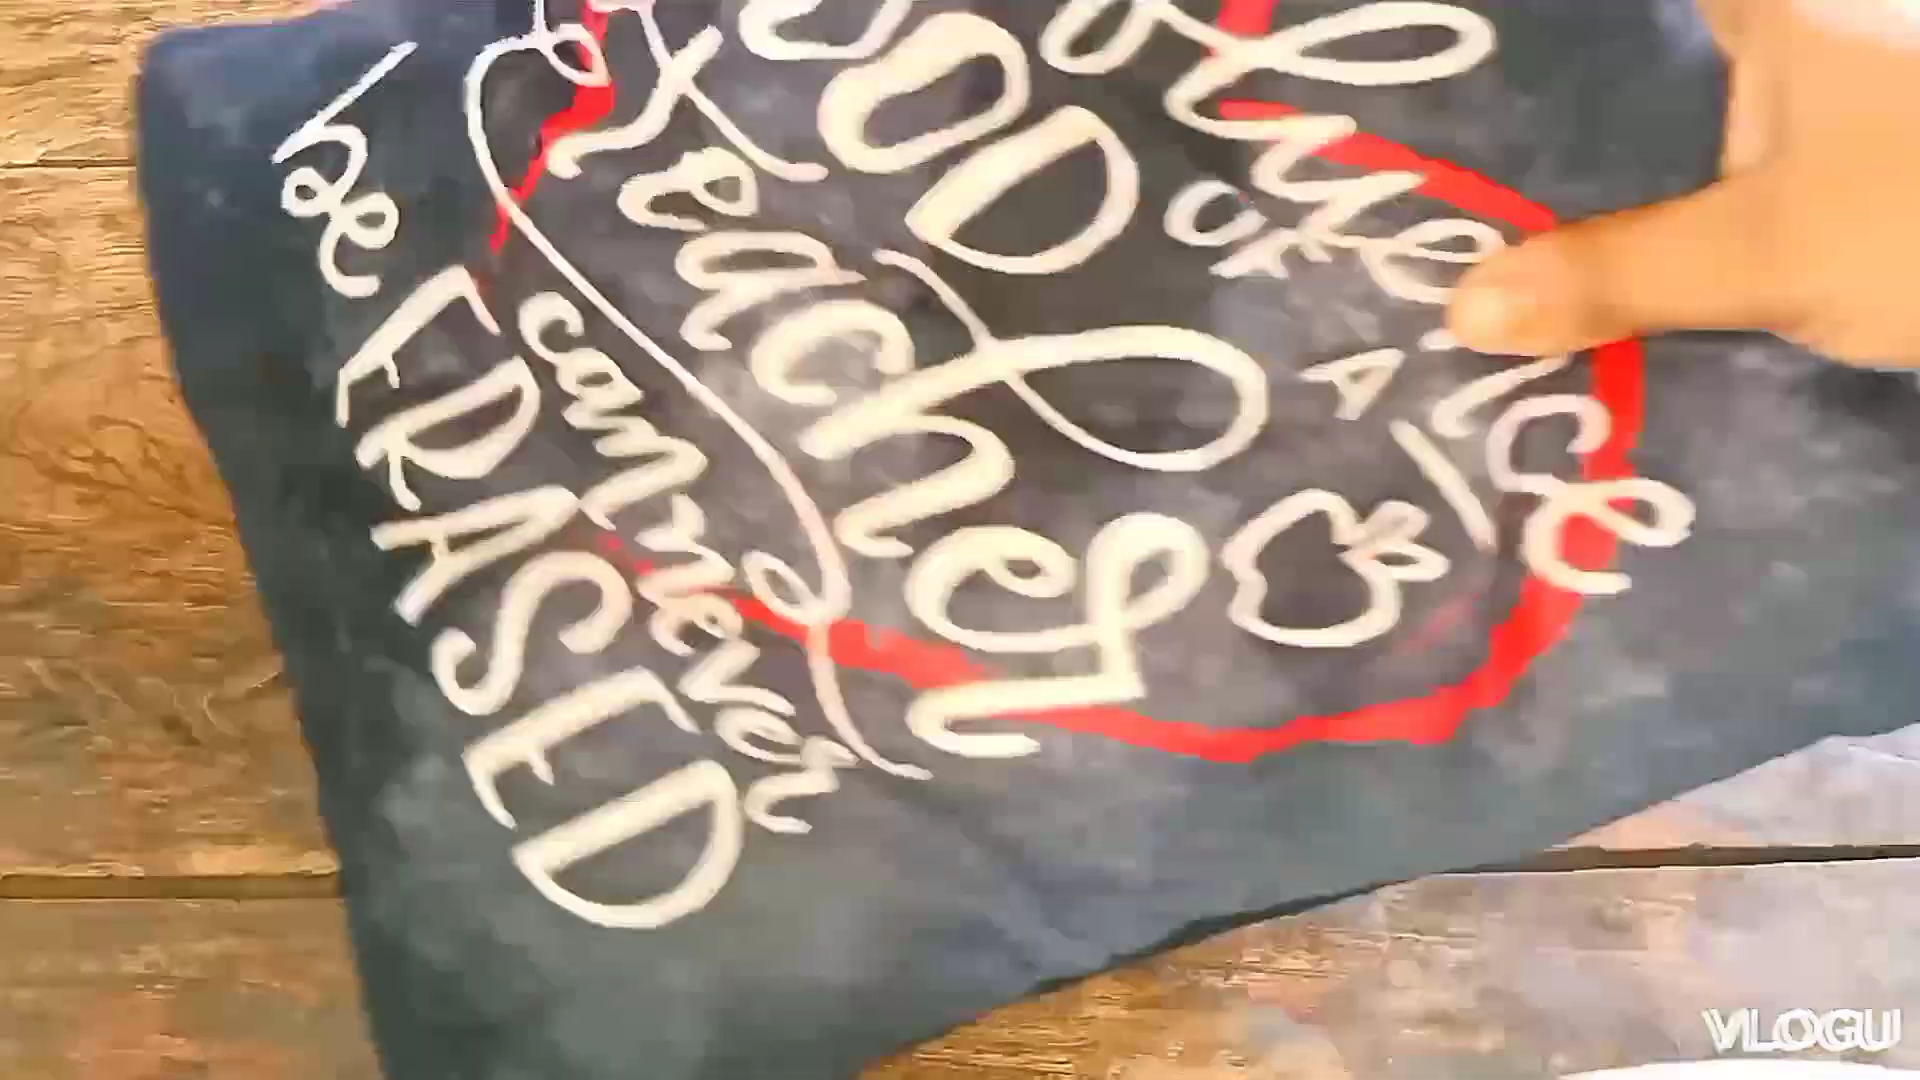 influence
OF A
GOOD
teacher
can never
be ERASED
VLOGU